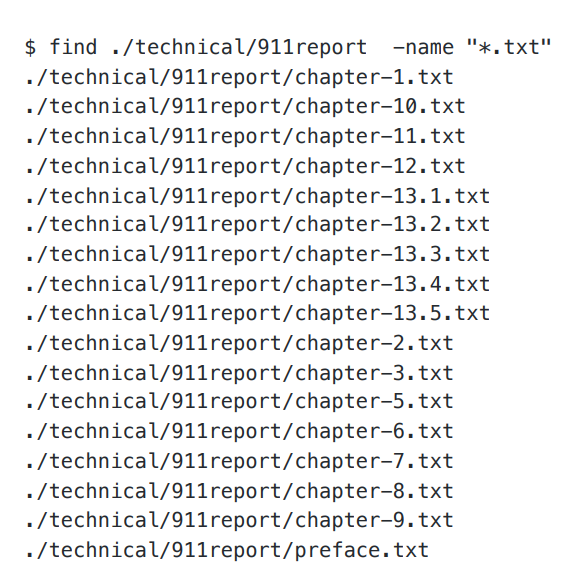 $ find ./technical/911report  -name "*.txt"
./technical/911report/chapter-1.txt
./technical/911report/chapter-10.txt
./technical/911report/chapter-11.txt
./technical/911report/chapter-12.txt
./technical/911report/chapter-13.1.txt
./technical/911report/chapter-13.2.txt
./technical/911report/chapter-13.3.txt
./technical/911report/chapter-13.4.txt
./technical/911report/chapter-13.5.txt
./technical/911report/chapter-2.txt
./technical/911report/chapter-3.txt
./technical/911report/chapter-5.txt
./technical/911report/chapter-6.txt
./technical/911report/chapter-7.txt
./technical/911report/chapter-8.txt
./technical/911report/chapter-9.txt
./technical/911report/preface.txt